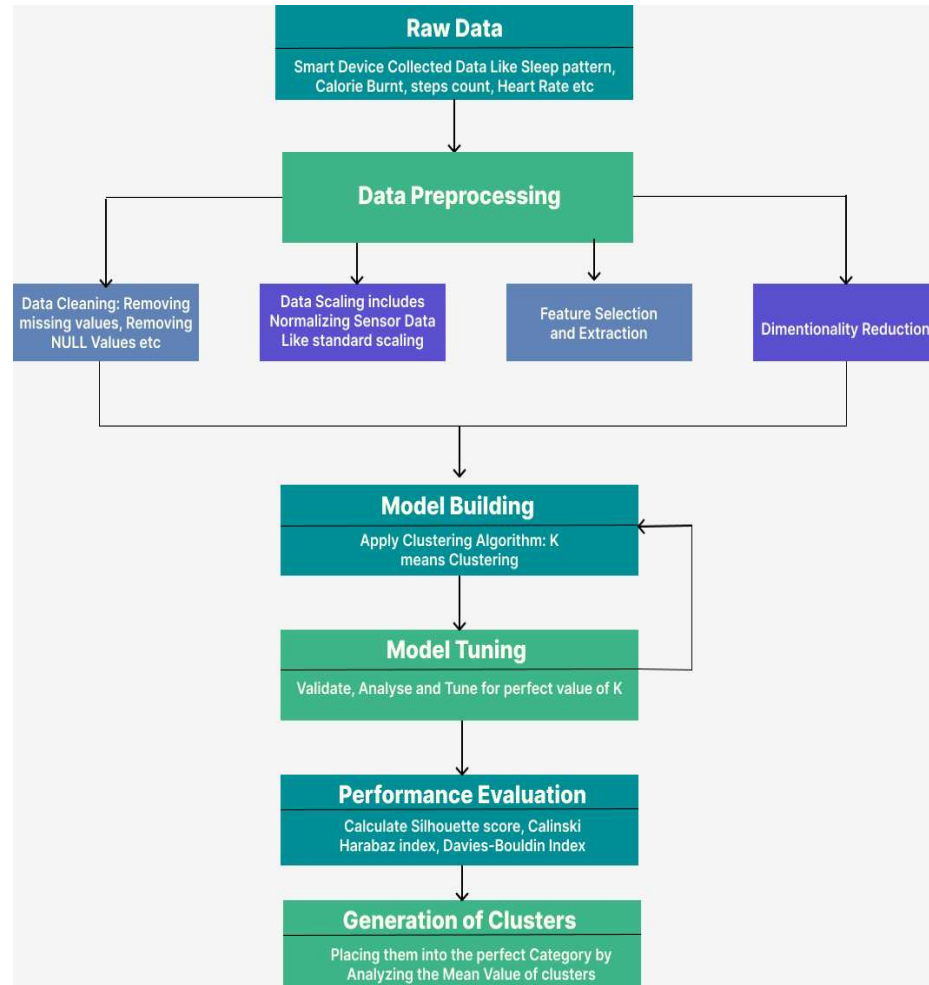 Raw Data
Smart Device Collected Data Like Sleep pattern,
Calorie Burnt, steps count, Heart Rate etc
Data Preprocessing
Data Cleaning: Removing
missing values, Removing
NULL Values etc
Data Scaling includes
Normalizing Sensor Data
Like standard scaling
Feature Selection
and Extraction
Dimentionality Reduction
Model Building
Apply Clustering Algorithm: K
means Clustering
Model Tuning
Validate, Analyse and Tune for perfect value of K
Performance Evaluation
Calculate Silhouette score, Calinski
Harabaz index, Davies-Bouldin Index
Generation of Clusters
Placing them into the perfect Category by
Analyzing the Mean Value of clusters